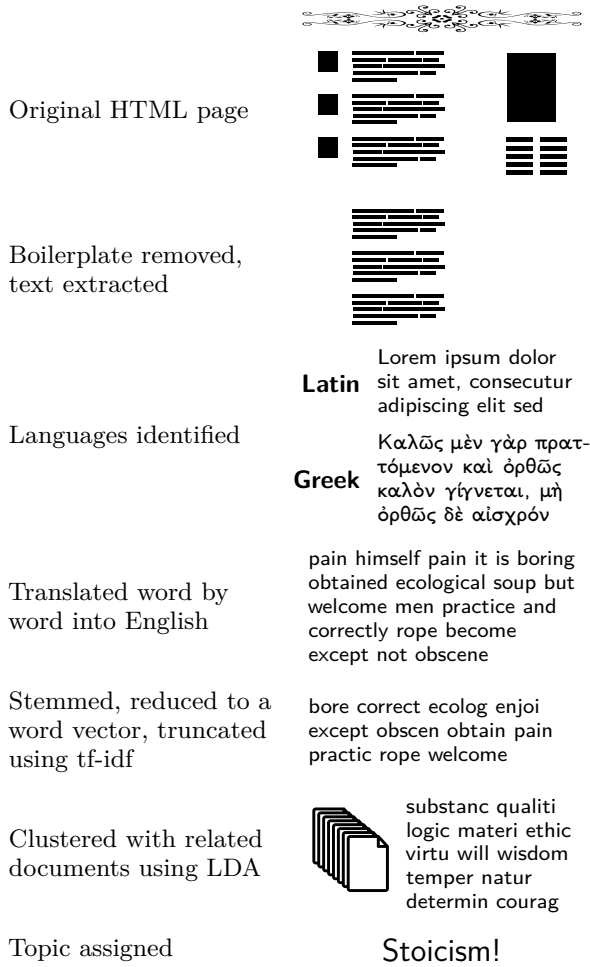 Original HTML page
Boilerplate removed,
text extracted
Languages identified
Latin
Lorem ipsum dolor
sit amet, consecutur
adipiscing elit sed
Greek
Καλῶς μὲν γὰρ πρατ-
τόμενον καὶ ὀρθῶς
καλὸν γίγνεται, μὴ
ὀρθῶς δὲ αἰσχρόν
Translated word by
word into English
pain himself pain it is boring
obtained ecological soup but
welcome men practice and
correctly rope become
except not obscene
Stemmed, reduced to a
word vector, truncated
using tf-idf
bore correct ecolog enjoi
except obscen obtain pain
practic rope welcome
Clustered with related
documents using LDA
substanc qualiti
logic materi ethic
virtu will wisdom
temper natur
determin courag
Topic assigned
Stoicism!